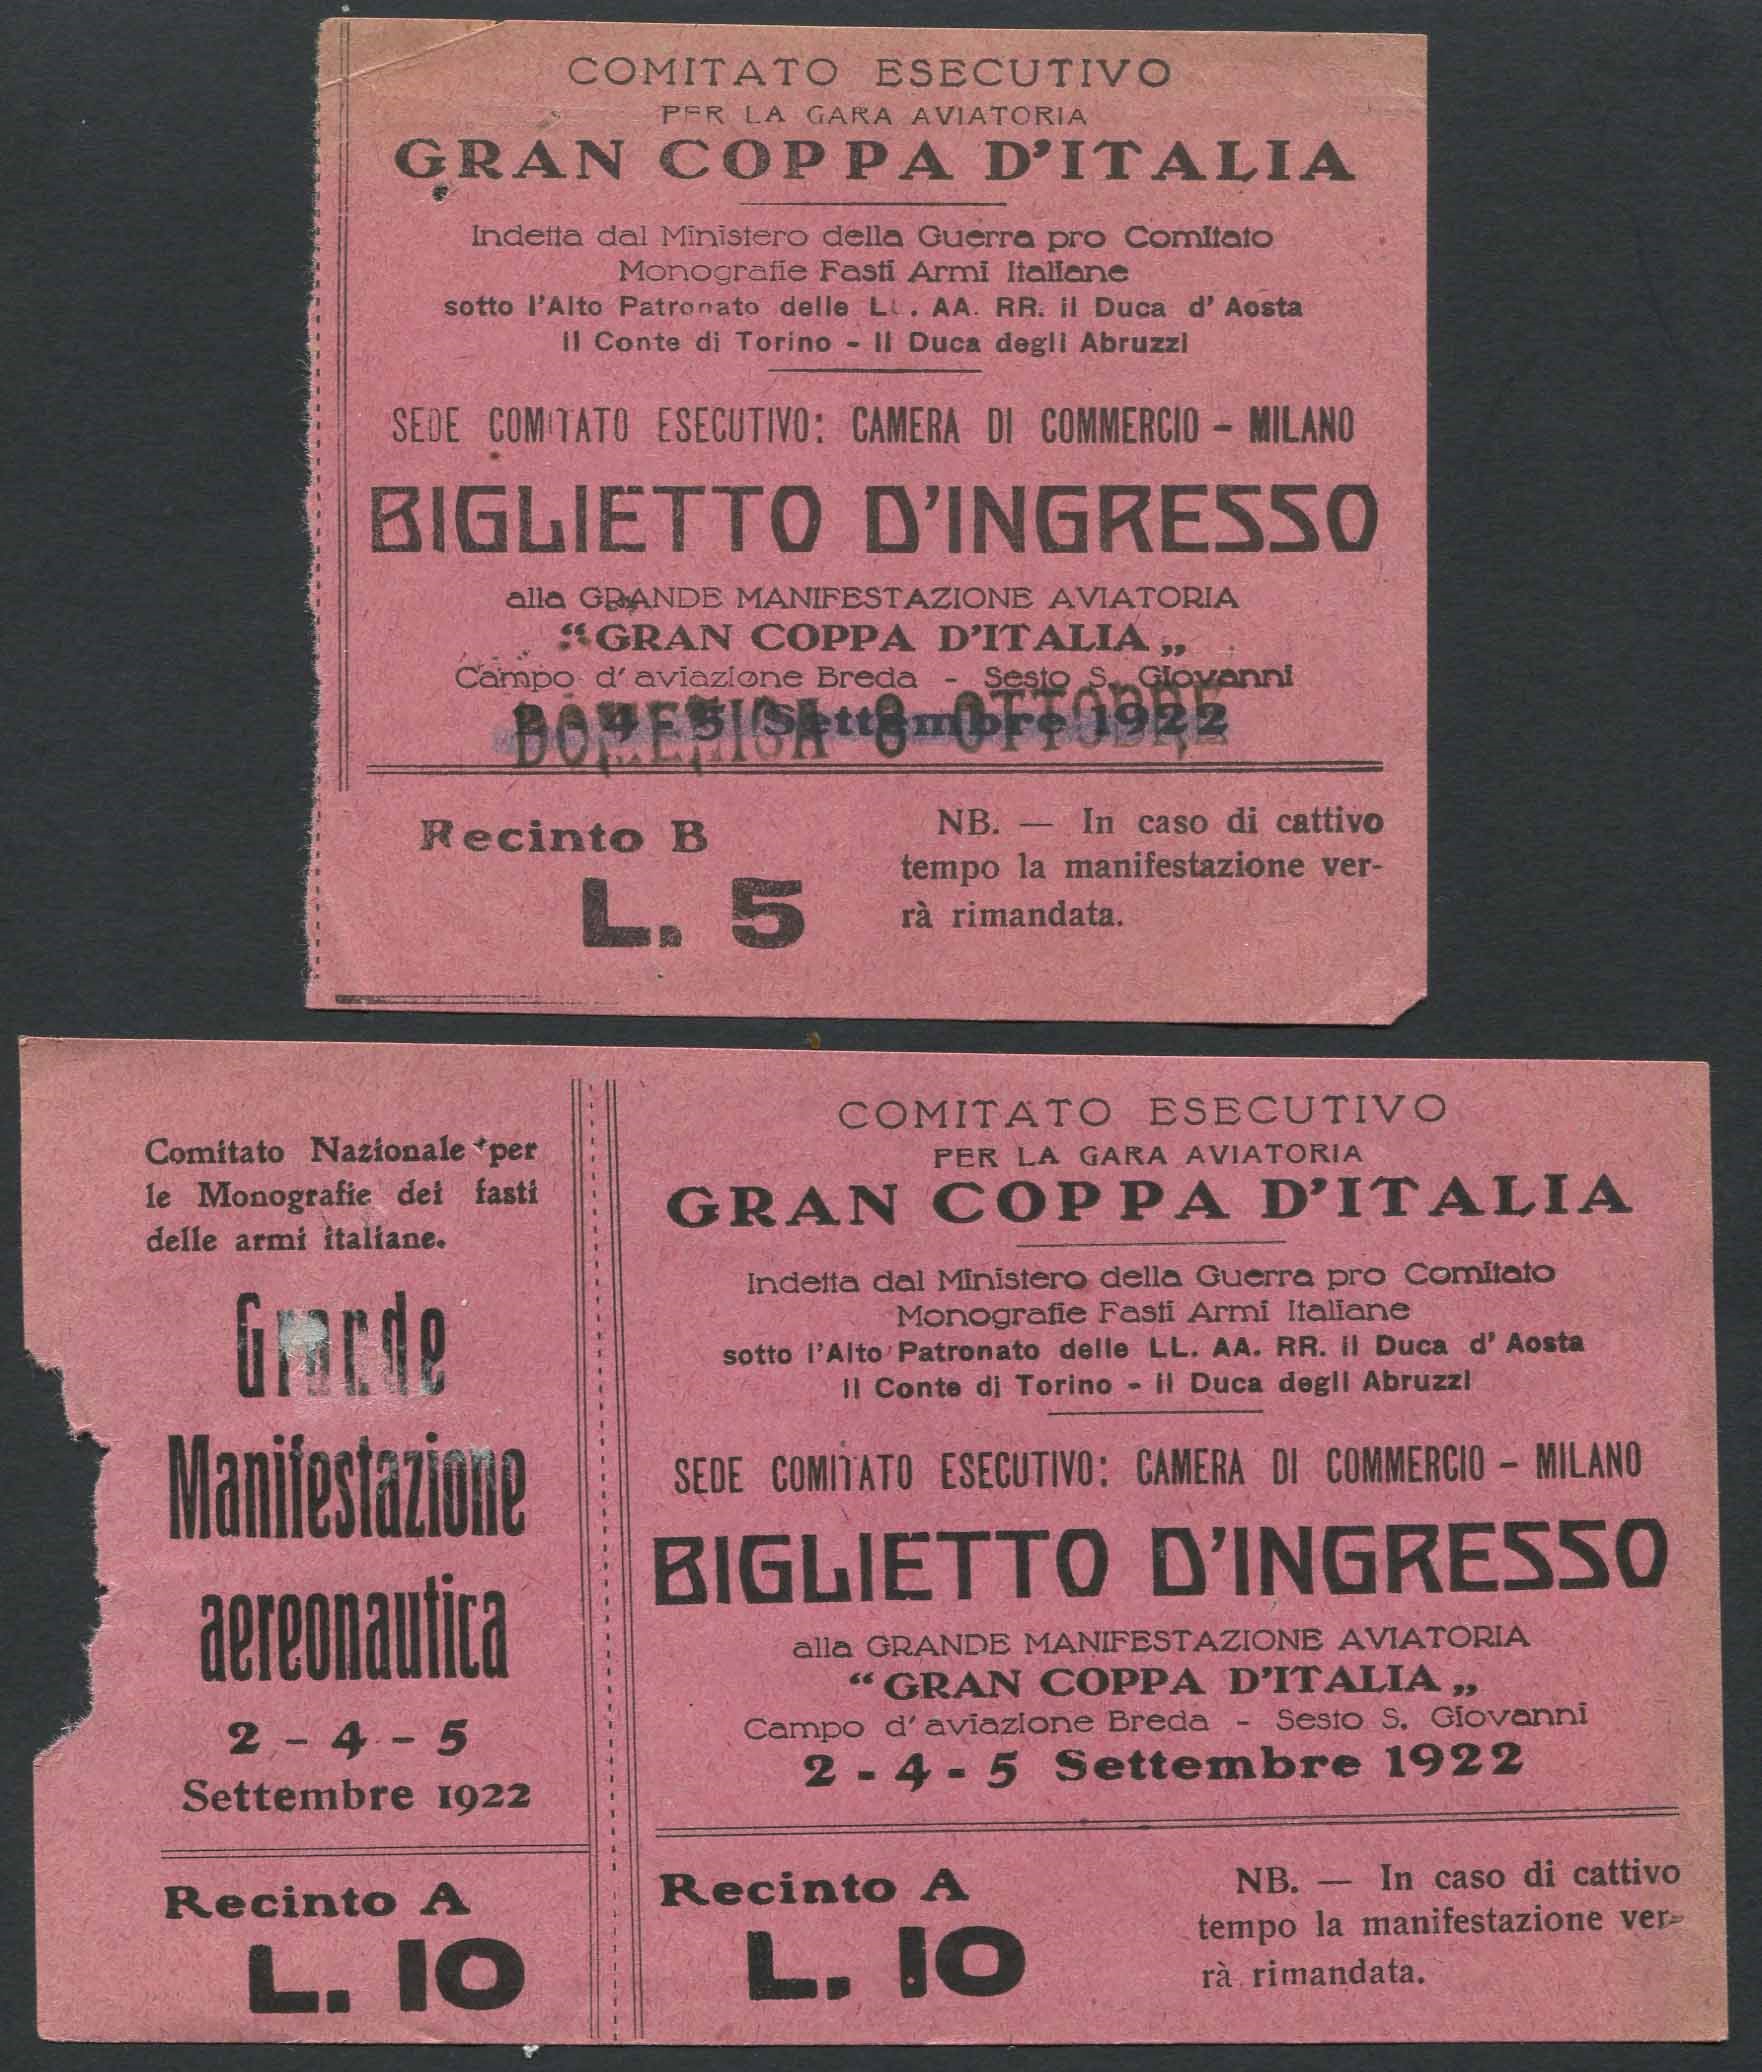 COMITATO ESECUTIVO
PER LA GARA AVIATORIA
GRAN COPPA D'ITALIA
Indetta dal Ministero della Guerra pro Comitato
Monografie Fasti Armi Italiane
sotto l'Alto Patronato delle LL. AA. RR. il Duca d' Aosta
il Conte di Torino - il Duca degli Abruzzi
SEDE COMITATO ESECUTIVO: CAMERA DI COMMERCIO - MILANO
BIGLIETTO D'INGRESSO
alla GRANDE MANIFESTAZIONE AVIATORIA
“GRAN COPPA D'ITALIA„
Campo d' aviazione Breda - Sesto S. Giovanni
2 - 4 - 5 Settembre 1922
DOMENICA 8 OTTOBRE
Recinto B
L. 5
NB. — In caso di cattivo
tempo la manifestazione ver-
rà rimandata.
Comitato Nazionale per
le Monografie dei fasti
delle armi italiane.
Grande
Manifestazione
aereonautica
2 - 4 - 5
Settembre 1922
Recinto A
L. 10
COMITATO ESECUTIVO
PER LA GARA AVIATORIA
GRAN COPPA D'ITALIA
Indetta dal Ministero della Guerra pro Comitato
Monografie Fasti Armi Italiane
sotto l'Alto Patronato delle LL. AA. RR. il Duca d' Aosta
il Conte di Torino - il Duca degli Abruzzi
SEDE COMITATO ESECUTIVO: CAMERA DI COMMERCIO - MILANO
BIGLIETTO D'INGRESSO
alla GRANDE MANIFESTAZIONE AVIATORIA
“GRAN COPPA D'ITALIA„
Campo d' aviazione Breda - Sesto S. Giovanni
2 - 4 - 5 Settembre 1922
Recinto A
L. 10
NB. — In caso di cattivo
tempo la manifestazione ver-
rà rimandata.